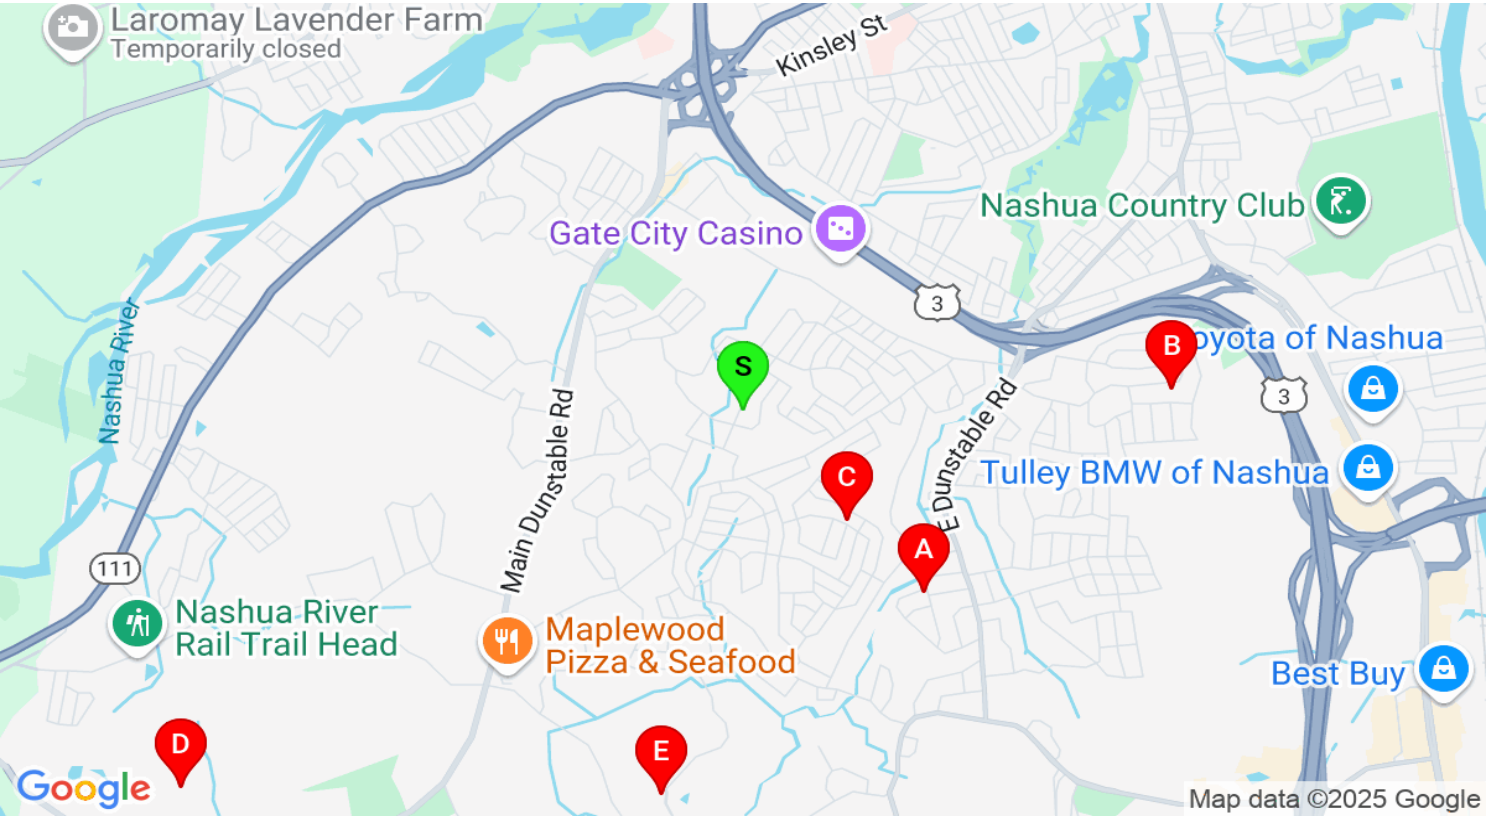 Laromay Lavender Farm
Temporarily closed
Kinsley St
Nashua Country Club
Gate City Casino
3
Nashua River
S
B
oyota of Nashua
3
Main Dunstable Rd
E Dunstable Rd
C
Tulley BMW of Nashua
A
111
Nashua River
Rail Trail Head
Maplewood
Pizza & Seafood
Best Buy
D
E
Google
Map data ©2025 Google